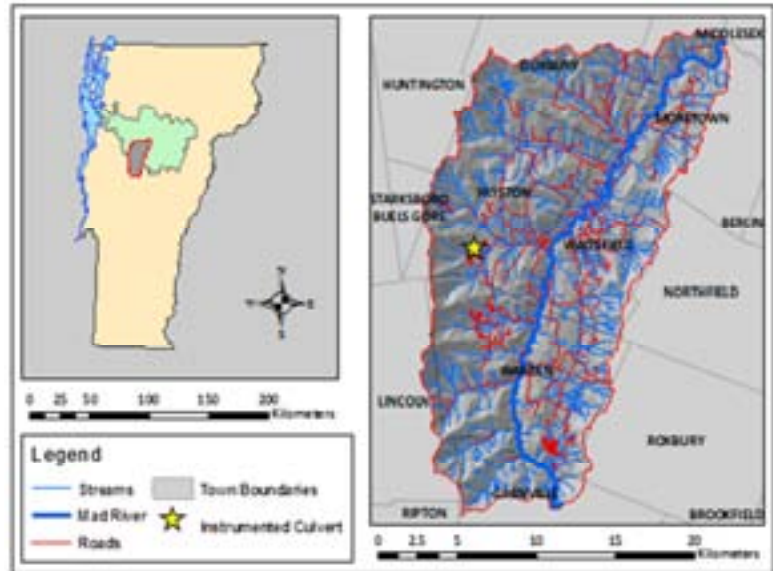 N
0 25 50 100 150 200
Kilometers
Legend
Streams
Mad River
Roads
Town Boundaries
Instrumented Culvert
MIDDLESEX
DUXBURY
HUNTINGTON
MORETOWN
FAYSTON
STARKSBORO
BUELS GORE
BERLIN
WAITSFIELD
NORTHFIELD
WARREN
LINCOLN
ROXBURY
GRANVILLE
RIPTON
BROOKFIELD
0 2.5 5 10 15 20
Kilometers